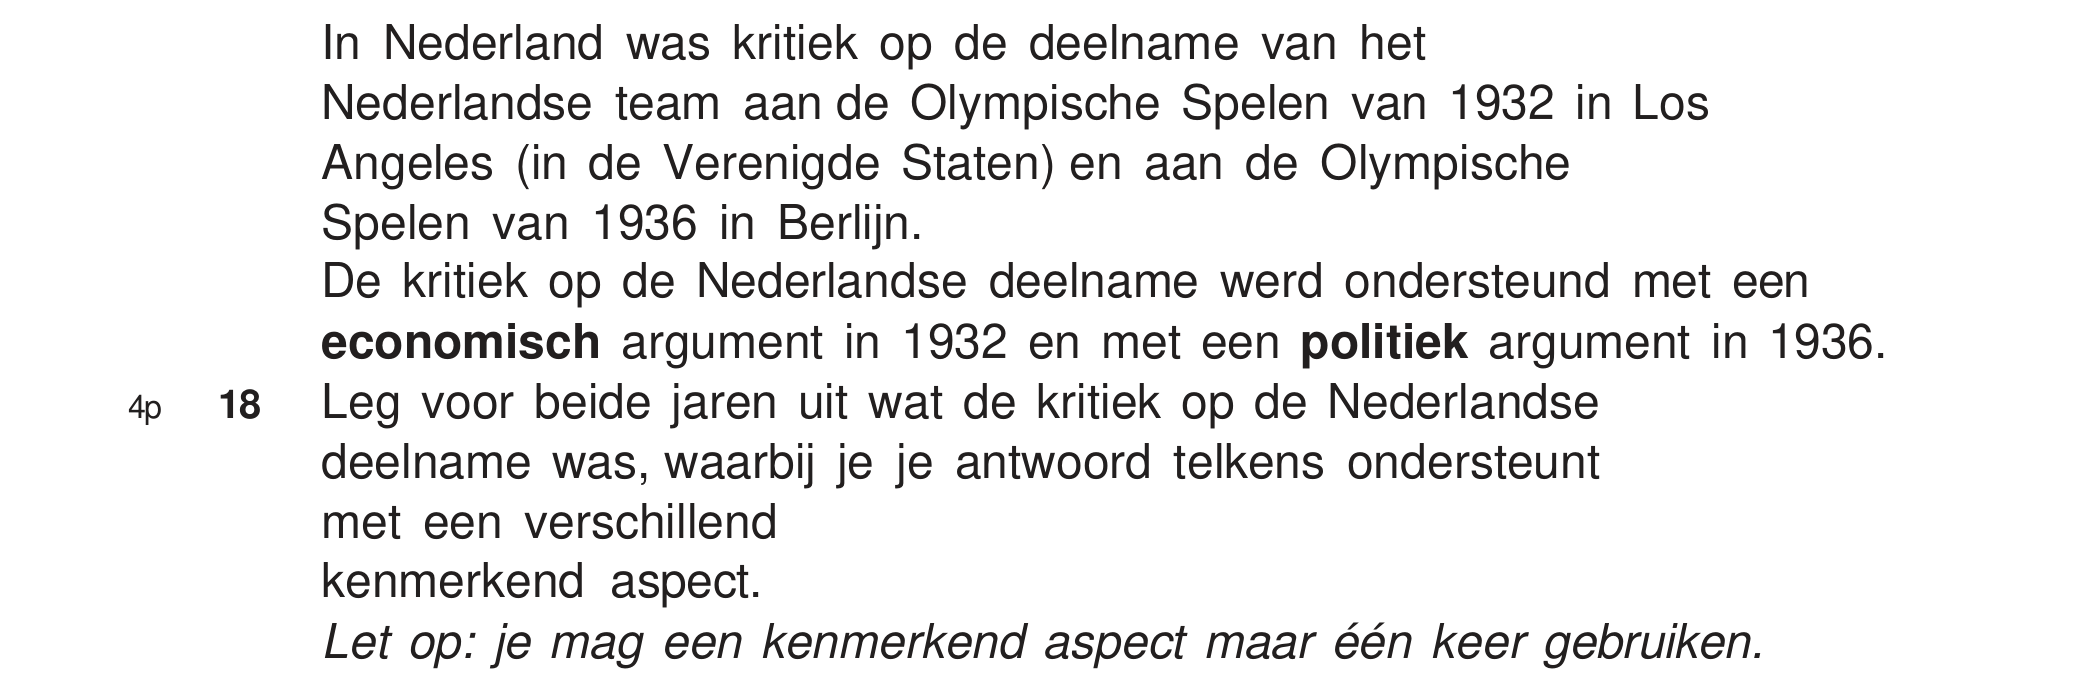 In Nederland was kritiek op de deelname van het
Nederlandse team aan de Olympische Spelen van 1932 in Los
Angeles (in de Verenigde Staten) en aan de Olympische
Spelen van 1936 in Berlijn.
De kritiek op de Nederlandse deelname werd ondersteund met een
economisch argument in 1932 en met een politiek argument in 1936.
4p 18 Leg voor beide jaren uit wat de kritiek op de Nederlandse
deelname was, waarbij je je antwoord telkens ondersteunt
met een verschillend
kenmerkend aspect.
Let op: je mag een kenmerkend aspect maar één keer gebruiken.